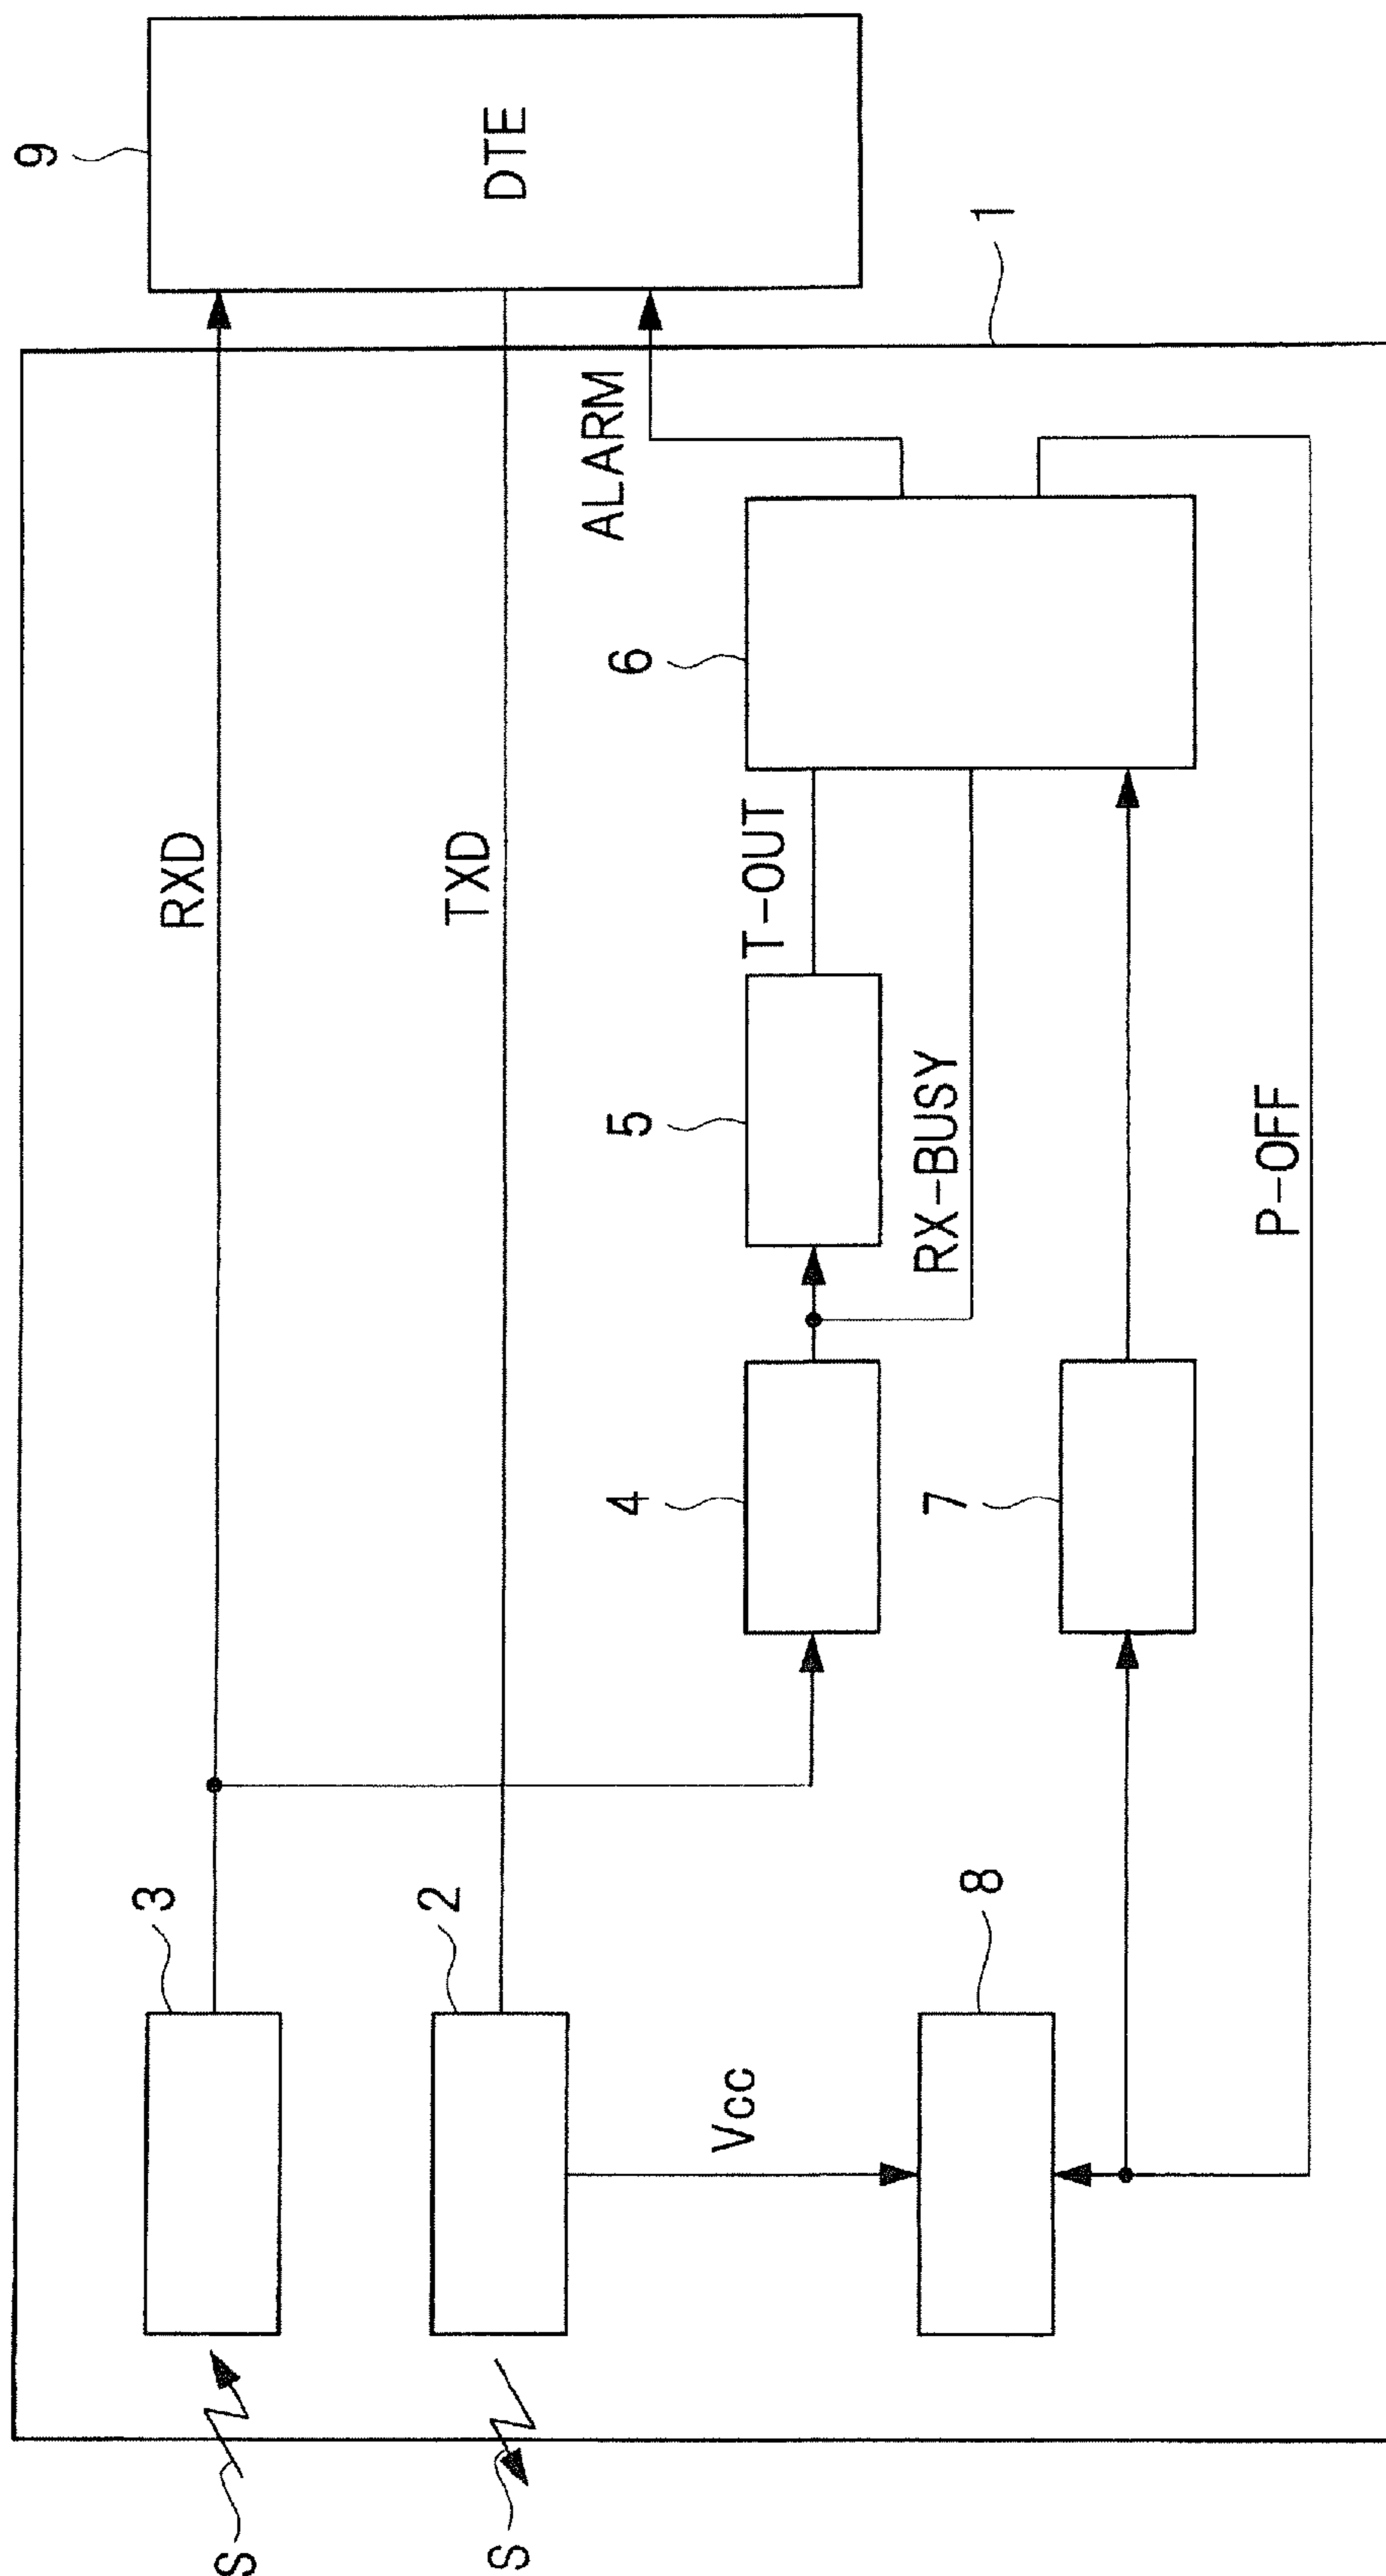 9
DTE
1
RXD
TXD
ALARM
6
T-OUT
5
RX-BUSY
P-OFF
4
7
3
2
8
Vcc
S
S